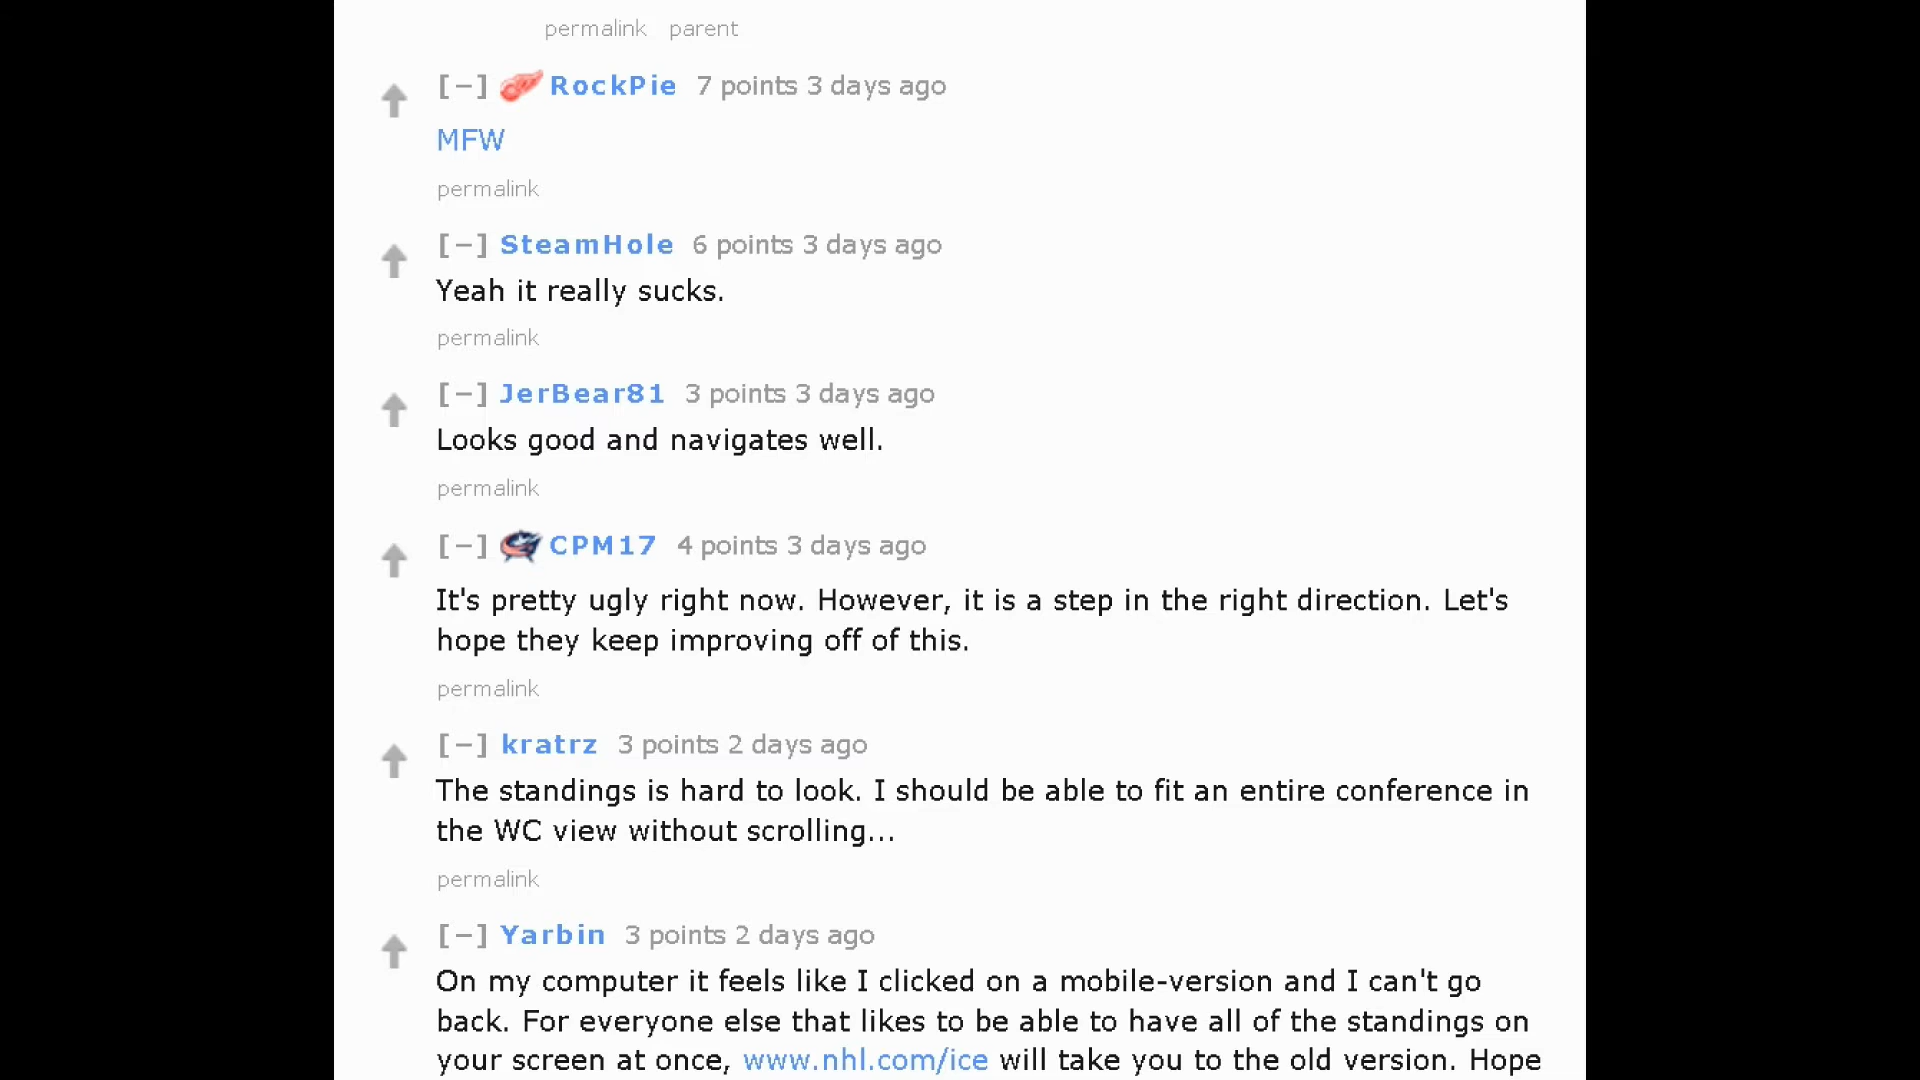 permalink parent
[−] RockPie 7 points 3 days ago
MFW
permalink
[−] SteamHole 6 points 3 days ago
Yeah it really sucks.
permalink
[−] JerBear81 3 points 3 days ago
Looks good and navigates well.
permalink
[−] CPM17 4 points 3 days ago
It's pretty ugly right now. However, it is a step in the right direction. Let's
hope they keep improving off of this.
permalink
[−] kratrz 3 points 2 days ago
The standings is hard to look. I should be able to fit an entire conference in
the WC view without scrolling...
permalink
[−] Yarbin 3 points 2 days ago
On my computer it feels like I clicked on a mobile-version and I can't go
back. For everyone else that likes to be able to have all of the standings on
your screen at once, www.nhl.com/ice will take you to the old version. Hope